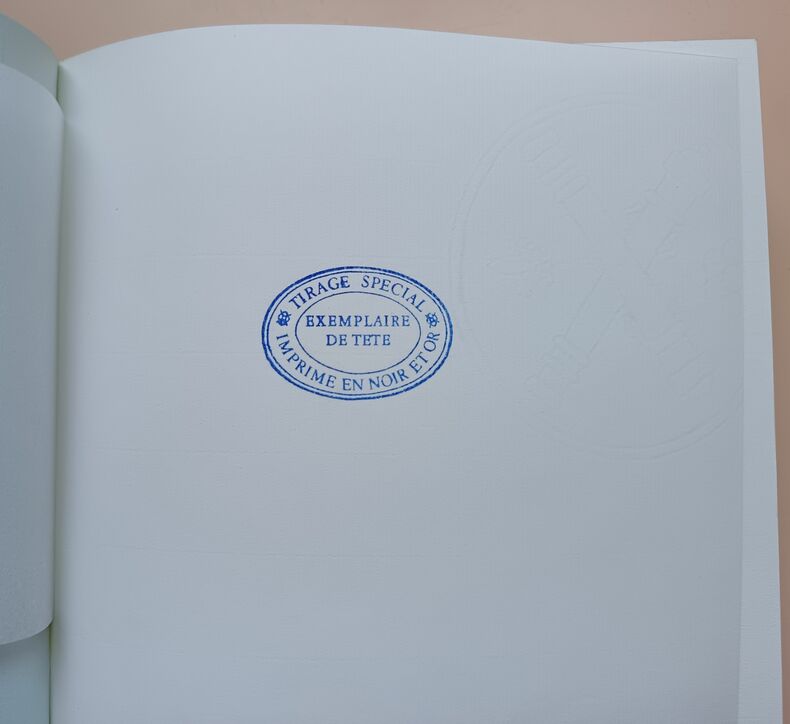 TIRAGE SPECIAL
EXEMPLAIRE
DE TETE
IMPRIME EN NOIR ET OR